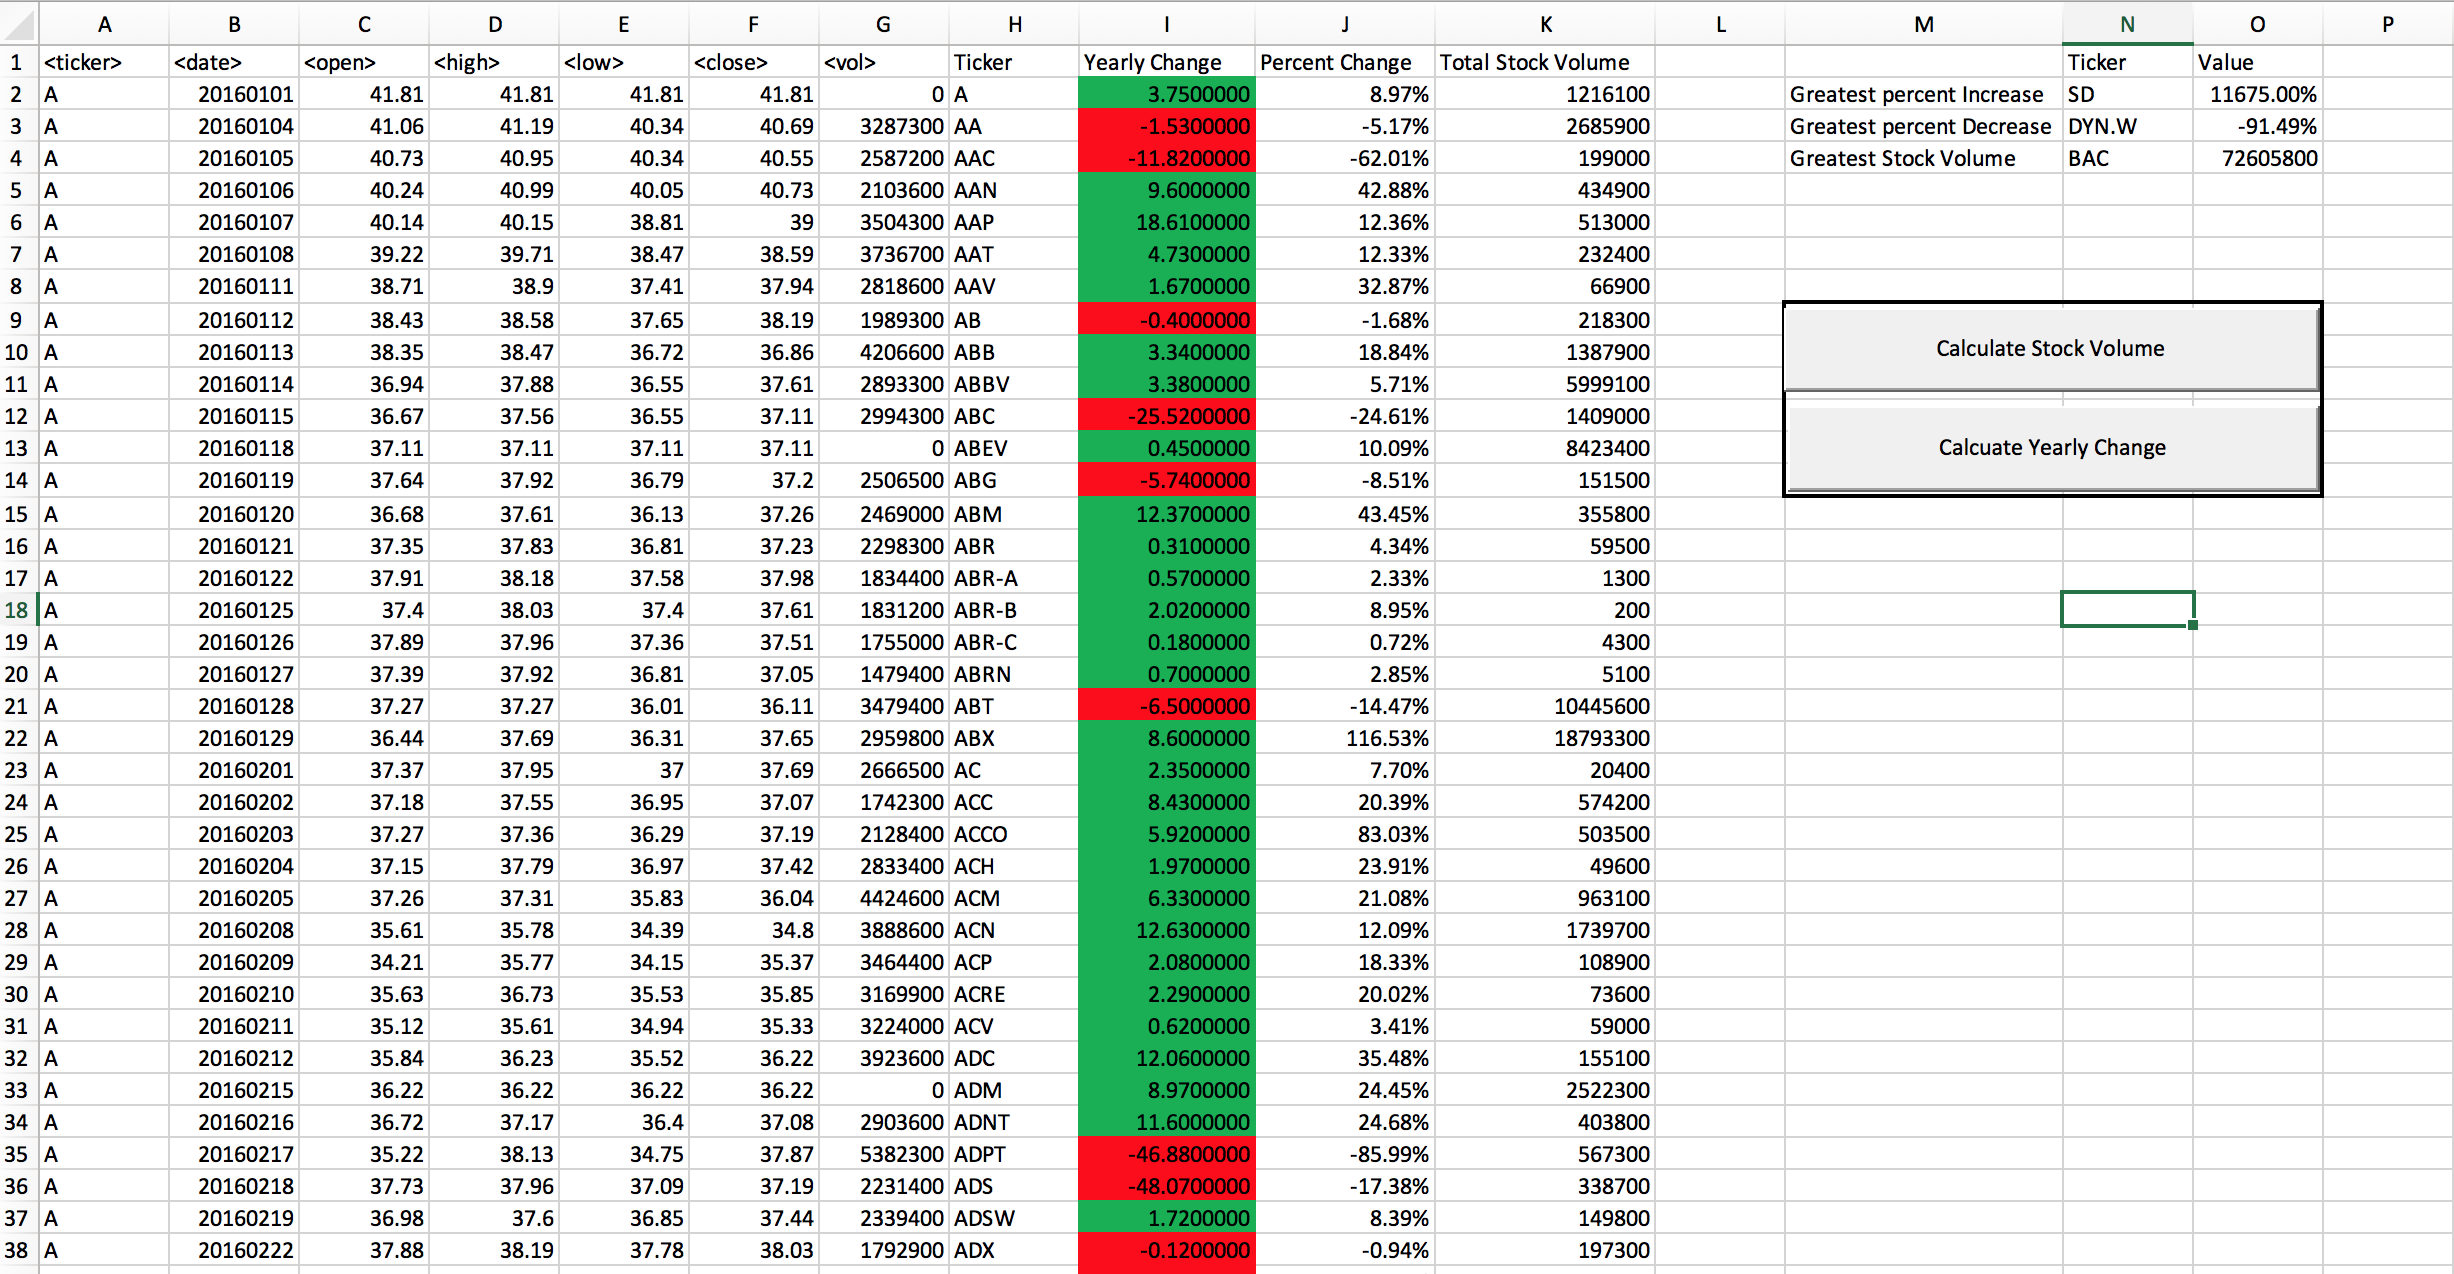 A B C D E F G H I J K L M N O P
1 <ticker> <date> <open> <high> <low> <close> <vol> Ticker Yearly Change Percent Change Total Stock Volume Ticker Value
2 A 20160101 41.81 41.81 41.81 41.81 0 A 3.7500000 8.97% 1216100 Greatest percent Increase SD 11675.00%
3 A 20160104 41.06 41.19 40.34 40.69 3287300 AA -1.5300000 -5.17% 2685900 Greatest percent Decrease DYN.W -91.49%
4 A 20160105 40.73 40.95 40.34 40.55 2587200 AAC -11.8200000 -62.01% 199000 Greatest Stock Volume BAC 72605800
5 A 20160106 40.24 40.99 40.05 40.73 2103600 AAN 9.6000000 42.88% 434900
6 A 20160107 40.14 40.15 38.81 39 3504300 AAP 18.6100000 12.36% 513000
7 A 20160108 39.22 39.71 38.47 38.59 3736700 AAT 4.7300000 12.33% 232400
8 A 20160111 38.71 38.9 37.41 37.94 2818600 AAV 1.6700000 32.87% 66900
9 A 20160112 38.43 38.58 37.65 38.19 1989300 AB -0.4000000 -1.68% 218300
Calculate Stock Volume
10 A 20160113 38.35 38.47 36.72 36.86 4206600 ABB 3.3400000 18.84% 1387900
11 A 20160114 36.94 37.88 36.55 37.61 2893300 ABBV 3.3800000 5.71% 5999100
12 A 20160115 36.67 37.56 36.55 37.11 2994300 ABC -25.5200000 -24.61% 1409000
13 A 20160118 37.11 37.11 37.11 37.11 0 ABEV 0.4500000 10.09% 8423400
Calcuate Yearly Change
14 A 20160119 37.64 37.92 36.79 37.2 2506500 ABG -5.7400000 -8.51% 151500
15 A 20160120 36.68 37.61 36.13 37.26 2469000 ABM 12.3700000 43.45% 355800
16 A 20160121 37.35 37.83 36.81 37.23 2298300 ABR 0.3100000 4.34% 59500
17 A 20160122 37.91 38.18 37.58 37.98 1834400 ABR-A 0.5700000 2.33% 1300
18 A 20160125 37.4 38.03 37.4 37.61 1831200 ABR-B 2.0200000 8.95% 200
19 A 20160126 37.89 37.96 37.36 37.51 1755000 ABR-C 0.1800000 0.72% 4300
20 A 20160127 37.39 37.92 36.81 37.05 1479400 ABRN 0.7000000 2.85% 5100
21 A 20160128 37.27 37.27 36.01 36.11 3479400 ABT -6.5000000 -14.47% 10445600
22 A 20160129 36.44 37.69 36.31 37.65 2959800 ABX 8.6000000 116.53% 18793300
23 A 20160201 37.37 37.95 37 37.69 2666500 AC 2.3500000 7.70% 20400
24 A 20160202 37.18 37.55 36.95 37.07 1742300 ACC 8.4300000 20.39% 574200
25 A 20160203 37.27 37.36 36.29 37.19 2128400 ACCO 5.9200000 83.03% 503500
26 A 20160204 37.15 37.79 36.97 37.42 2833400 ACH 1.9700000 23.91% 49600
27 A 20160205 37.26 37.31 35.83 36.04 4424600 ACM 6.3300000 21.08% 963100
28 A 20160208 35.61 35.78 34.39 34.8 3888600 ACN 12.6300000 12.09% 1739700
29 A 20160209 34.21 35.77 34.15 35.37 3464400 ACP 2.0800000 18.33% 108900
30 A 20160210 35.63 36.73 35.53 35.85 3169900 ACRE 2.2900000 20.02% 73600
31 A 20160211 35.12 35.61 34.94 35.33 3224000 ACV 0.6200000 3.41% 59000
32 A 20160212 35.84 36.23 35.52 36.22 3923600 ADC 12.0600000 35.48% 155100
33 A 20160215 36.22 36.22 36.22 36.22 0 ADM 8.9700000 24.45% 2522300
34 A 20160216 36.72 37.17 36.4 37.08 2903600 ADNT 11.6000000 24.68% 403800
35 A 20160217 35.22 38.13 34.75 37.87 5382300 ADPT -46.8800000 -85.99% 567300
36 A 20160218 37.73 37.96 37.09 37.19 2231400 ADS -48.0700000 -17.38% 338700
37 A 20160219 36.98 37.6 36.85 37.44 2339400 ADSW 1.7200000 8.39% 149800
38 A 20160222 37.88 38.19 37.78 38.03 1792900 ADX -0.1200000 -0.94% 197300